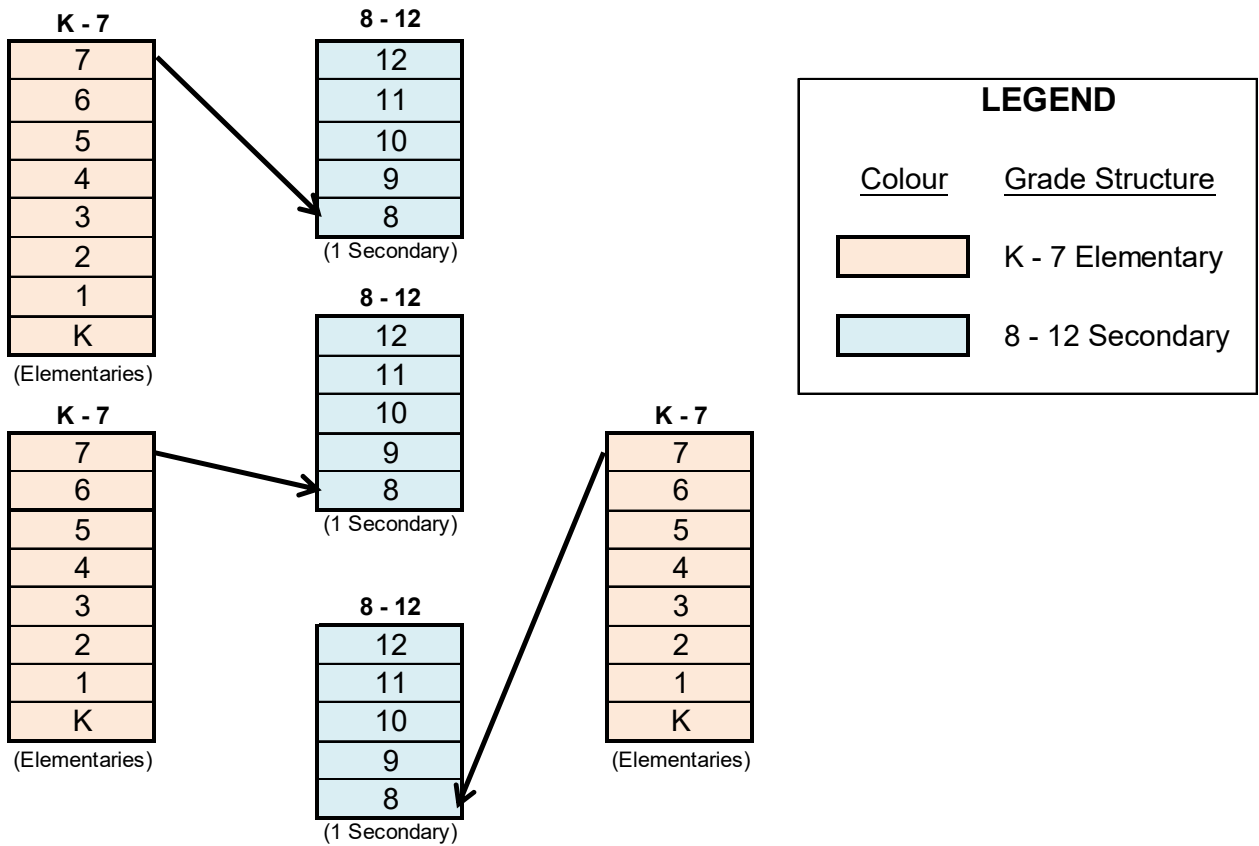 K - 7
7
6
5
4
3
2
1
K
(Elementaries)
8 - 12
12
11
10
9
8
(1 Secondary)
LEGEND
Colour Grade Structure
K - 7 Elementary
8 - 12 Secondary
8 - 12
12
11
10
9
8
(1 Secondary)
K - 7
7
6
5
4
3
2
1
K
(Elementaries)
8 - 12
12
11
10
9
8
(1 Secondary)
K - 7
7
6
5
4
3
2
1
K
(Elementaries)